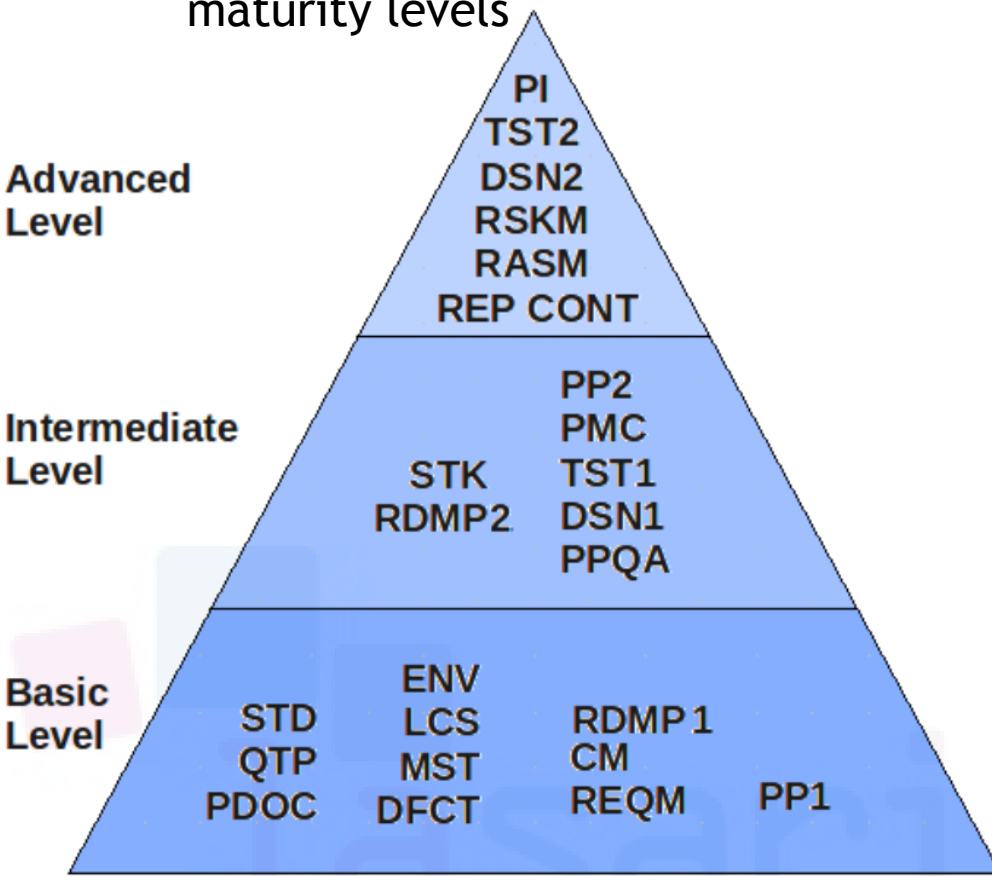 maturity levels
Advanced
Level
PI
TST2
DSN2
RSKM
RASM
REP CONT
Intermediate
Level
STK
RDMP2
PP2
PMC
TST1
DSN1
PPQA
Basic
Level
STD
QTP
PDOC
ENV
LCS
MST
DFCT
RDMP1
CM
REQM
PP1